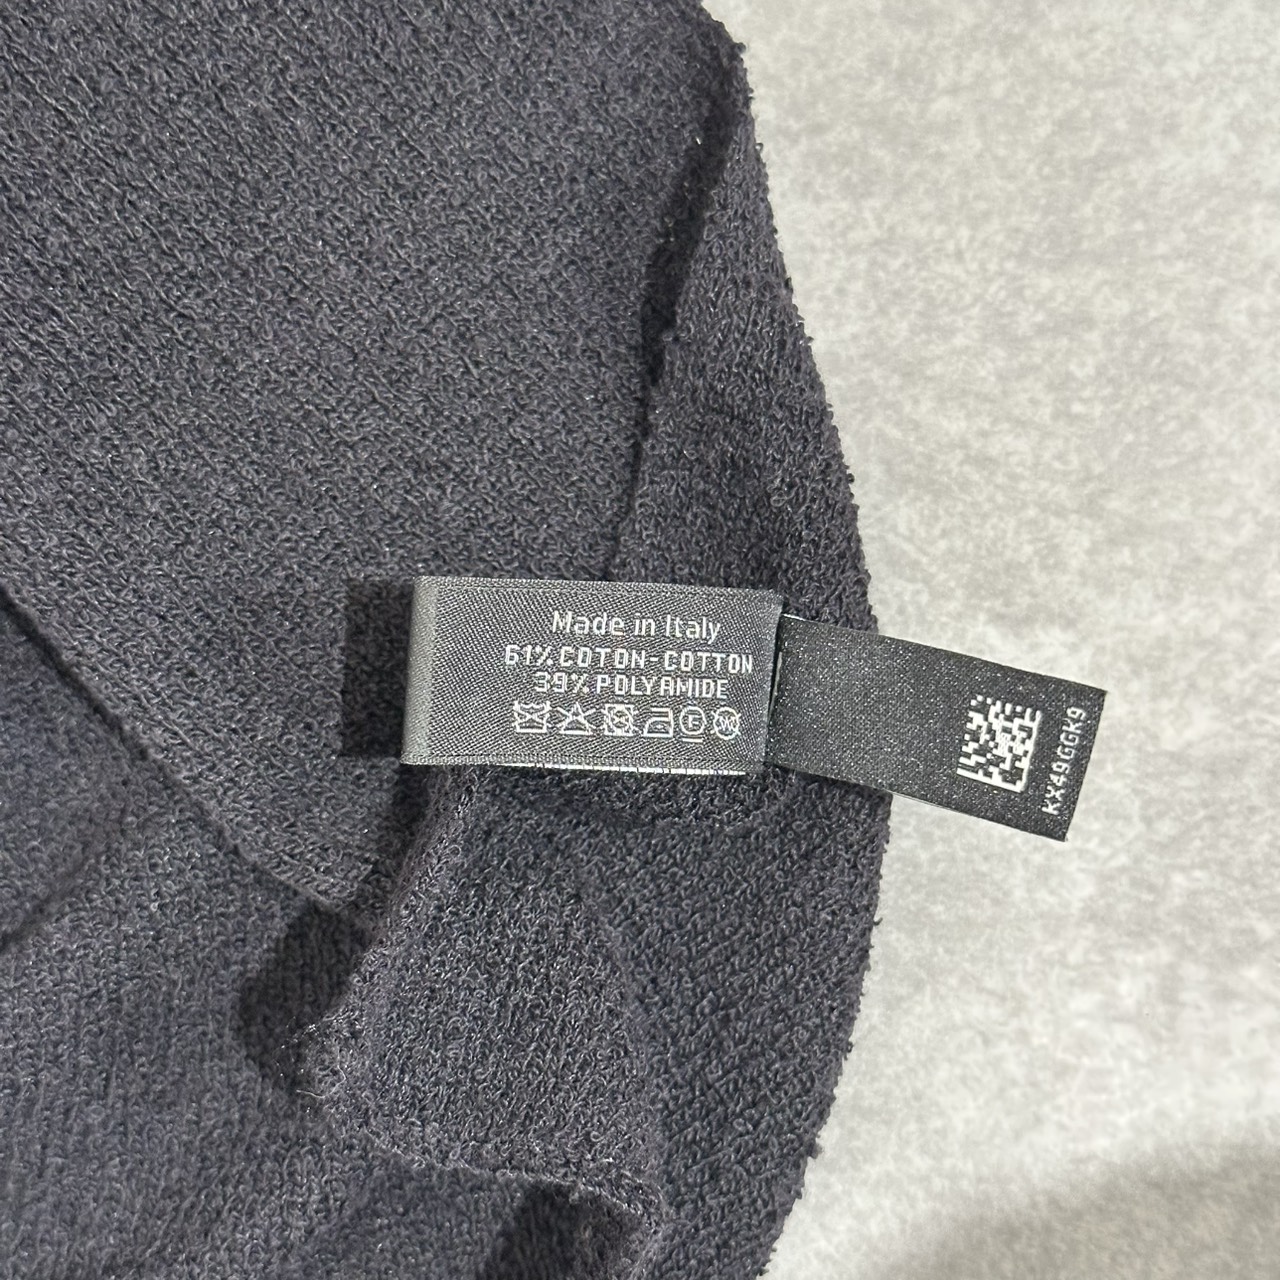 Made in Italy
61% COTON-COTTON
39% POLYAMIDE
KX49GGK9